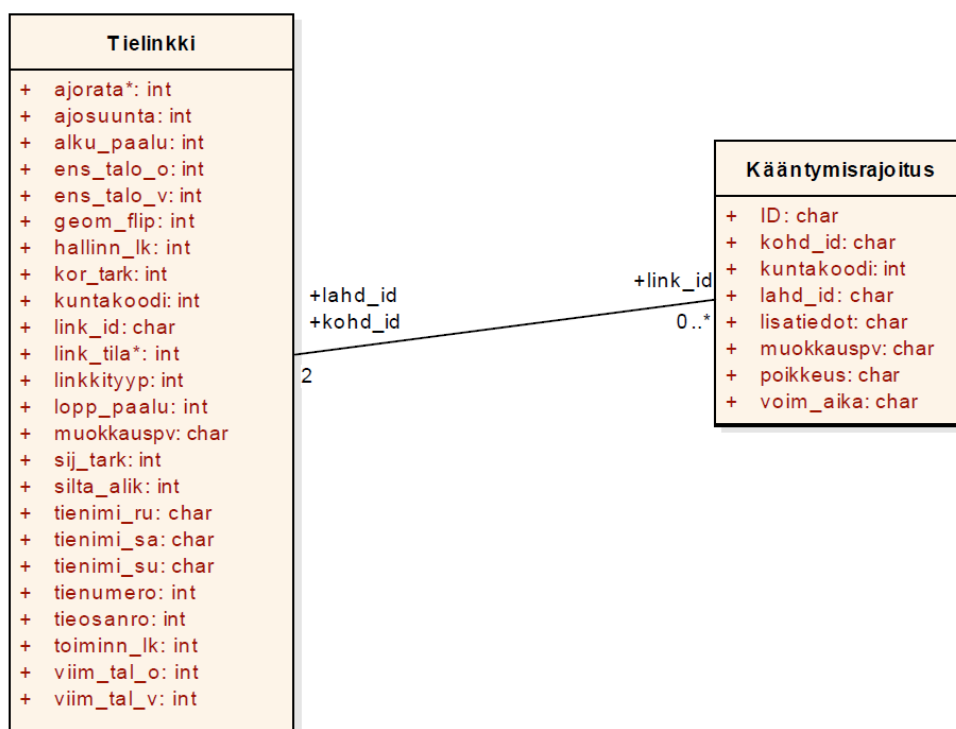 Tielinkki
+ ajorata*: int
+ ajosuunta: int
+ alku_paalu: int
+ ens_talo_o: int
+ ens_talo_v: int
+ geom_flip: int
+ hallinn_lk: int
+ kor_tark: int
+ kuntakoodi: int
+ link_id: char
+ link_tila*: int
+ linkkityyp: int
+ lopp_paalu: int
+ muokkauspv: char
+ sij_tark: int
+ silta_alik: int
+ tienimi_ru: char
+ tienimi_sa: char
+ tienimi_su: char
+ tienumero: int
+ tieosanro: int
+ toiminn_lk: int
+ viim_tal_o: int
+ viim_tal_v: int
+lahd_id
+kohd_id
2
+link_id
0..*
Kääntymisrajoitus
+ ID: char
+ kohd_id: char
+ kuntakoodi: int
+ lahd_id: char
+ lisatiedot: char
+ muokkauspv: char
+ poikkeus: char
+ voim_aika: char